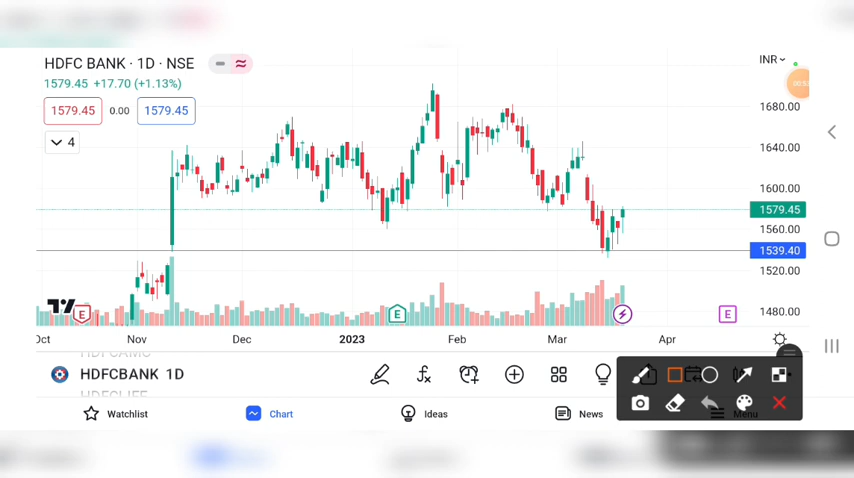 HDFC BANK · 1D · NSE
INR
1579.45 +17.70 (+1.13%)
1579.45 0.00 1579.45
4
1680.00
1640.00
1600.00
1579.45
1560.00
1539.40
1520.00
1480.00
E E E
Oct Nov Dec 2023 Feb Mar Apr
HDFCAMC
HDFCBANK 1D
HDFCLIFE
Watchlist Chart Ideas News Menu